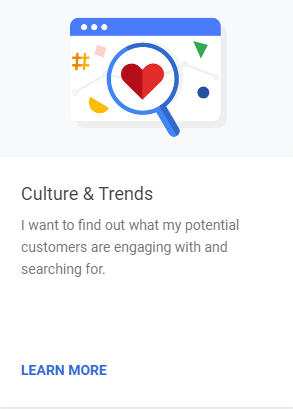 #
Culture & Trends
I want to find out what my potential
customers are engaging with and
searching for.
LEARN MORE